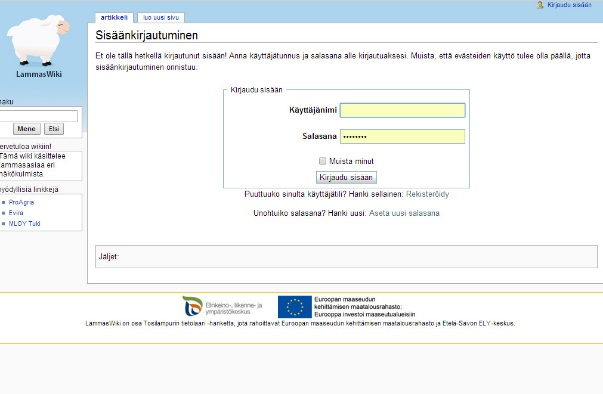 Kirjaudu sisään
artikkeli
luo uusi sivu
Sisäänkirjautuminen
Et ole tällä hetkellä kirjautunut sisään! Anna käyttäjätunnus ja salasana alle kirjautuaksesi. Muista, että evästeiden käyttö tulee olla päällä, jotta
sisäänkirjautuminen onnistuu.
LammasWiki
haku
Mene
Etsi
ervetuloa wikiin!
Tämä wiki käsittelee
lammasasiaa eri
näkökulmista.
yödyllisiä linkkejä
ProAgria
Evira
MLOY Tuki
Kirjaudu sisään
Käyttäjänimi
Salasana
Muista minut
Kirjaudu sisään
Puuttuuko sinulta käyttäjätili? Hanki sellainen: Rekisteröidy
Unohtuiko salasana? Hanki uusi: Aseta uusi salasana
Jäljet:
Elinkeino-, liikenne- ja
ympäristökeskus
Euroopan maaseudun
kehittämisen maatalousrahasto:
Eurooppa investoi maaseutualueisiin
LammasWiki on osa Tosilampurin tietolaari -hanketta, jota rahoittavat Euroopan maaseudun kehittämisen maatalousrahasto ja Etelä-Savon ELY-keskus.